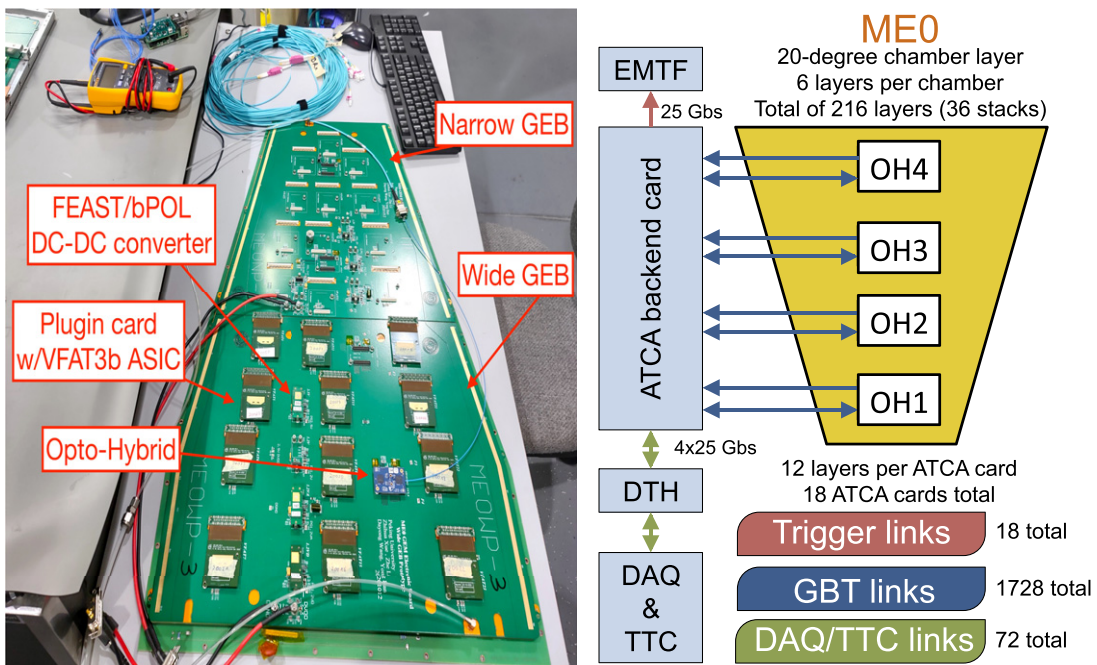 Narrow GEB
FEAST/bPOL
DC-DC converter
Wide GEB
Plugin card
w/VFAT3b ASIC
Opto-Hybrid
MEOWP-3
MEOWP-3
ME0
20-degree chamber layer
6 layers per chamber
Total of 216 layers (36 stacks)
EMTF
25 Gbs
ATCA backend card
OH4
OH3
OH2
OH1
4x25 Gbs
DTH
12 layers per ATCA card
18 ATCA cards total
DAQ
&
TTC
Trigger links
18 total
GBT links
1728 total
DAQ/TTC links
72 total